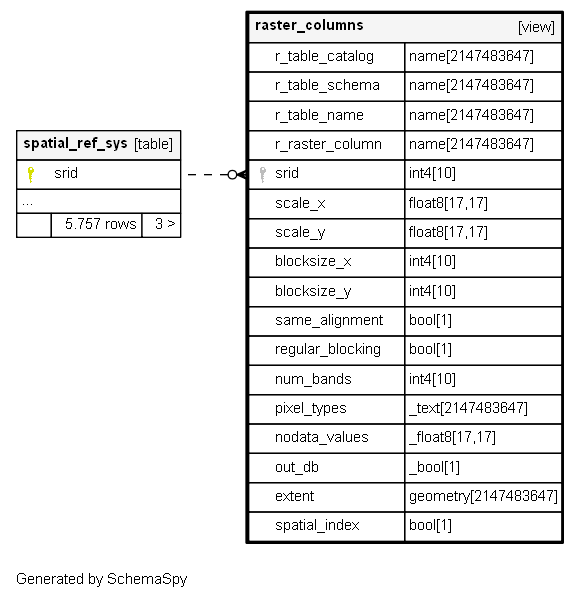 raster_columns [view]
r_table_catalog name[2147483647]
r_table_schema name[2147483647]
r_table_name name[2147483647]
r_raster_column name[2147483647]
spatial_ref_sys [table]
srid
...
5.757 rows 3 >
srid int4[10]
scale_x float8[17,17]
scale_y float8[17,17]
blocksize_x int4[10]
blocksize_y int4[10]
same_alignment bool[1]
regular_blocking bool[1]
num_bands int4[10]
pixel_types _text[2147483647]
nodata_values _float8[17,17]
out_db _bool[1]
extent geometry[2147483647]
spatial_index bool[1]
Generated by SchemaSpy